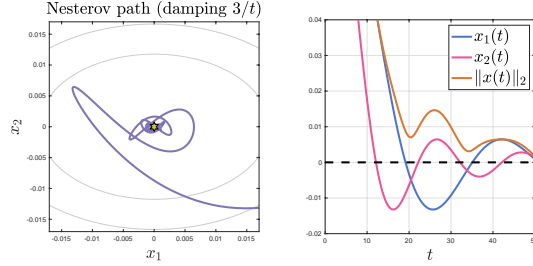 Nesterov path (damping 3/t)
0.015
0.01
0.005
0
-0.005
-0.01
-0.015
x2
-0.015 -0.01 -0.005 0 0.005 0.01 0.015
x1
0.04
0.03
0.02
0.01
0
-0.01
-0.02
x1(t)
x2(t)
||x(t)||2
0 10 20 30 40 50
t